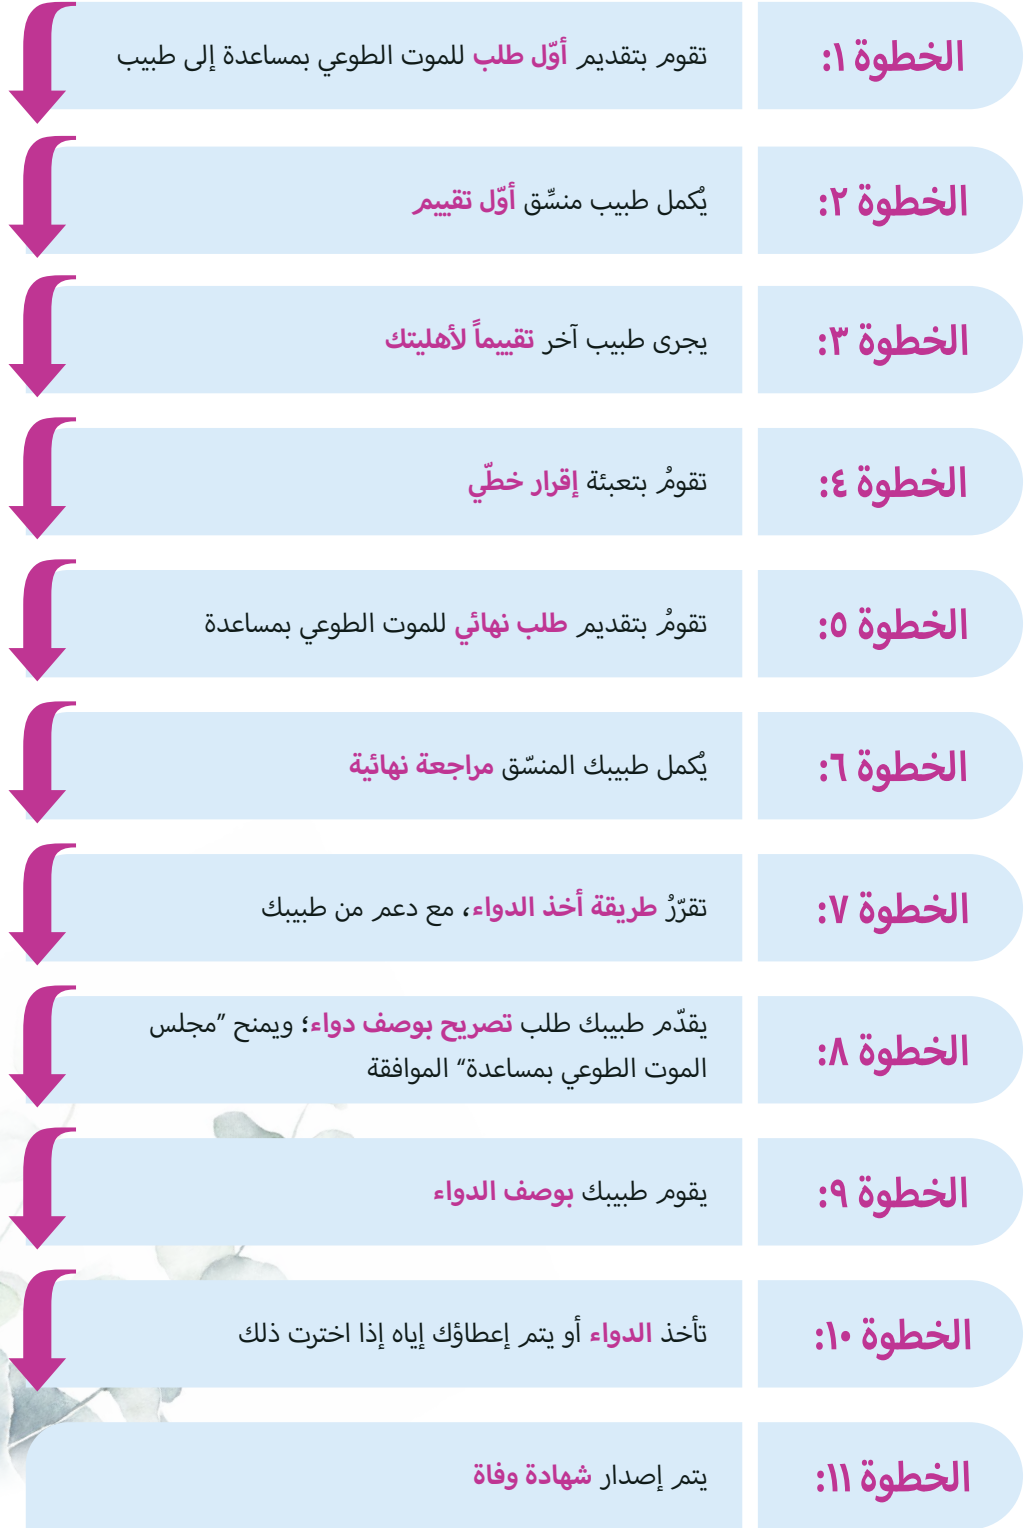 الخطوة ١:
تقوم بتقديم أوّل طلب للموت الطوعي بمساعدة إلى طبيب
الخطوة ٢:
يُكمل طبيب منسِّق أوّل تقييم
الخطوة ٣:
يجرى طبيب آخر تقييماً لأهليتك
الخطوة ٤:
تقومُ بتعبئة إقرار خطّي
الخطوة ٥:
تقومُ بتقديم طلب نهائي للموت الطوعي بمساعدة
الخطوة ٦:
يُكمل طبيبك المنسّق مراجعة نهائية
الخطوة ٧:
تقرّرُ طريقة أخذ الدواء، مع دعم من طبيبك
الخطوة ٨:
يقدّم طبيبك طلب تصريح بوصف دواء؛ ويمنح ”مجلس
الموت الطوعي بمساعدة“ الموافقة
الخطوة ٩:
يقوم طبيبك بوصف الدواء
الخطوة ١٠:
تأخذ الدواء أو يتم إعطاؤك إياه إذا اخترت ذلك
الخطوة ١١:
يتم إصدار شهادة وفاة